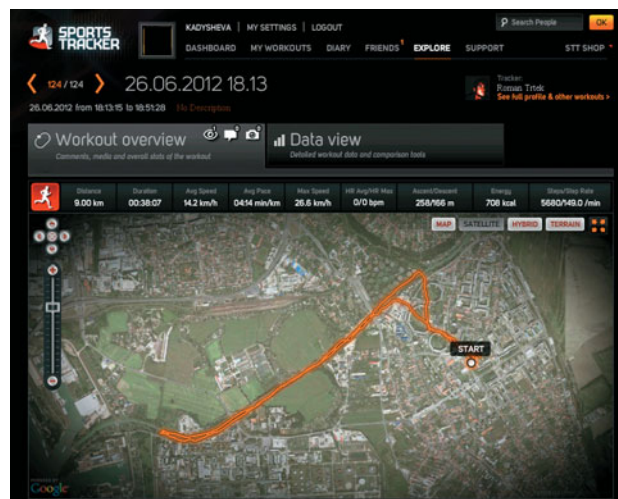 SPORTS TRACKER
KADYSHEVA | MY SETTINGS | LOGOUT
Search People OK
DASHBOARD MY WORKOUTS DIARY FRIENDS 1 EXPLORE SUPPORT STT SHOP
124 / 124 26.06.2012 18.13
Tracker:
Roman Trtek
See full profile & other workouts >
26.06.2012 from 18:13:15 to 18:51:28 No Description
Workout overview
Comments, media and overall stats of the workout
Data view
Detailed workout data and comparison tools
Distance Duration Avg Speed Avg Pace Max Speed HR Avg/HR Max Ascent/Descent Energy Steps/Step Rate
9.00 km 00:38:07 14.2 km/h 04:14 min/km 26.6 km/h 0/0 bpm 258/166 m 708 kcal 5680/149.0 /min
MAP SATELLITE HYBRID TERRAIN
START
POWERED BY
Google